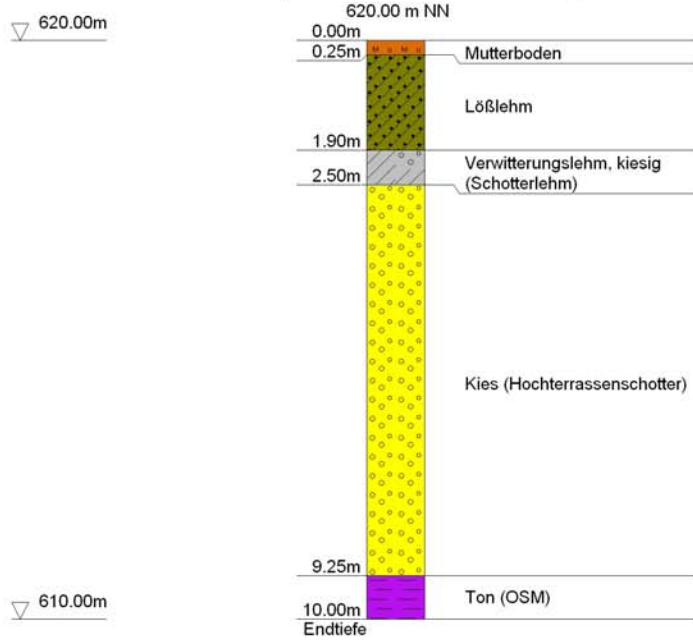 620.00 m NN
620.00m
0.00m
M u M u
0.25m
Mutterboden
Lößlehm
1.90m
Verwitterungslehm, kiesig
(Schotterlehm)
2.50m
Kies (Hochterrassenschotter)
9.25m
Ton (OSM)
610.00m
10.00m
Endtiefe